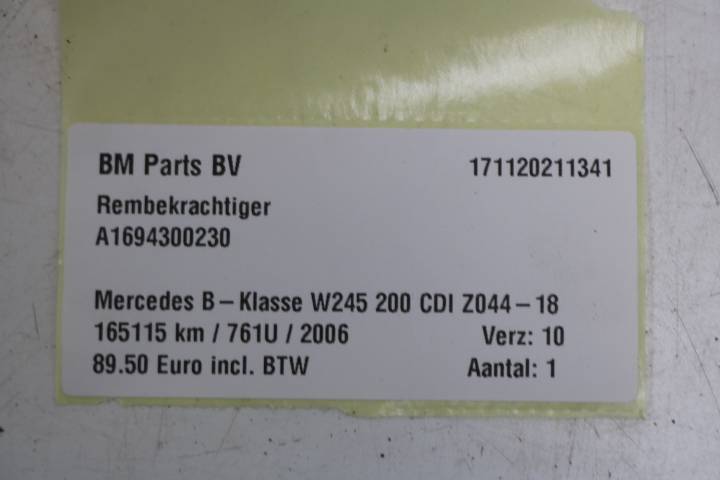 BM Parts BV 171120211341
Rembekrachtiger
A1694300230
Mercedes B-Klasse W245 200 CDI Z044-18
165115 km / 761U / 2006 Verz: 10
89.50 Euro incl. BTW Aantal: 1